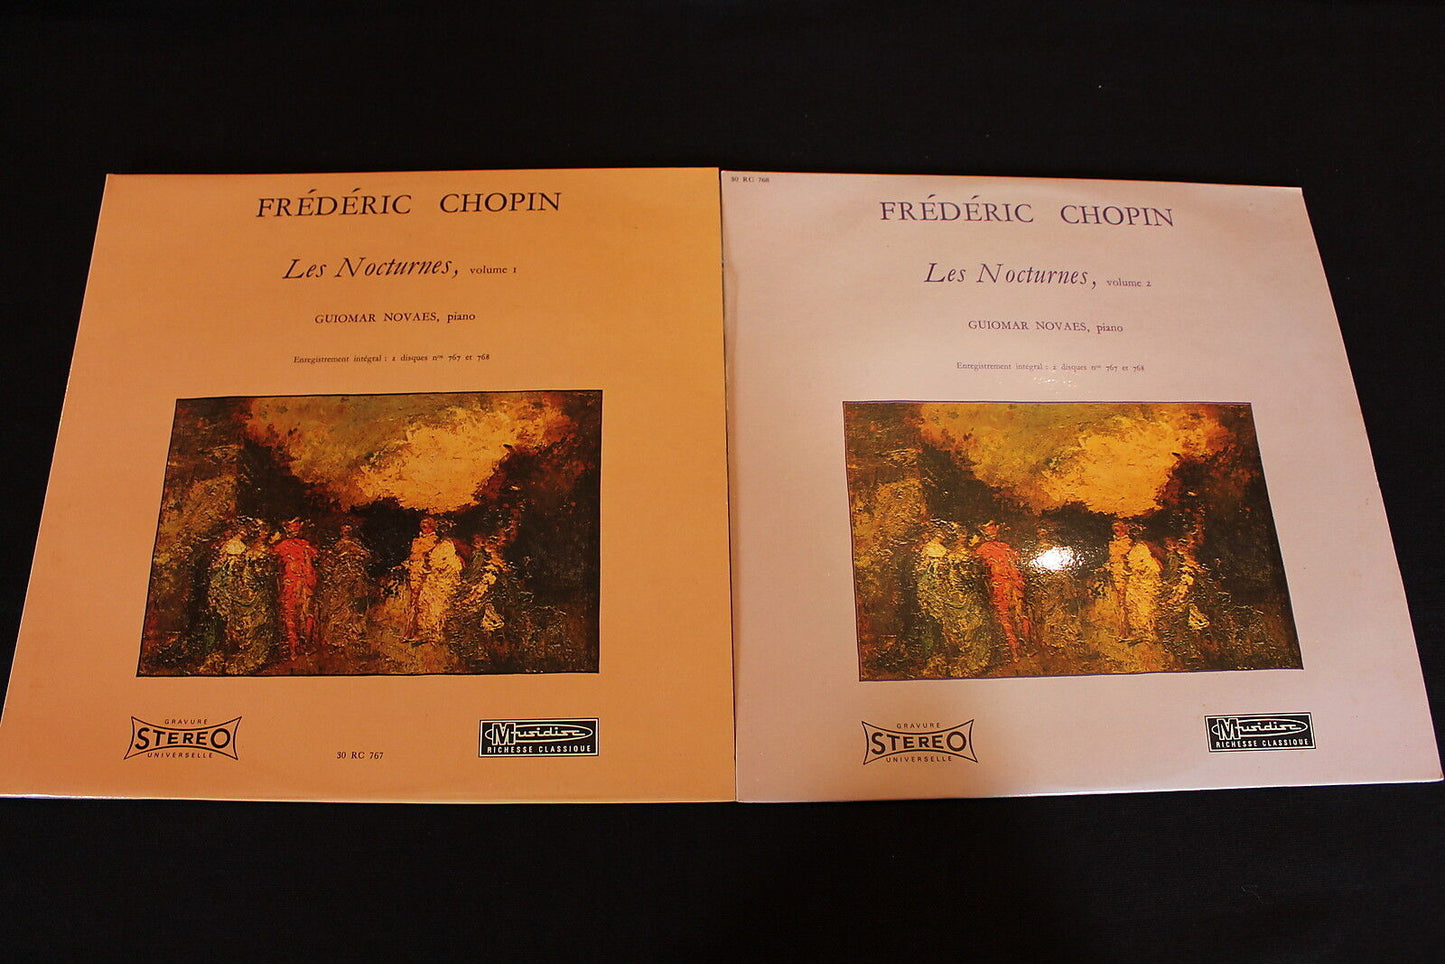 FRÉDÉRIC CHOPIN
Les Nocturnes, volume 1
GUIOMAR NOVAES, piano
Enregistrement intégral : 2 disques nos 767 et 768
GRAVURE
STEREO
UNIVERSELLE
30 RC 767
Musidisc
RICHESSE CLASSIQUE
30 RC 768
FRÉDÉRIC CHOPIN
Les Nocturnes, volume 2
GUIOMAR NOVAES, piano
Enregistrement intégral : 2 disques nos 767 et 768
GRAVURE
STEREO
UNIVERSELLE
Musidisc
RICHESSE CLASSIQUE